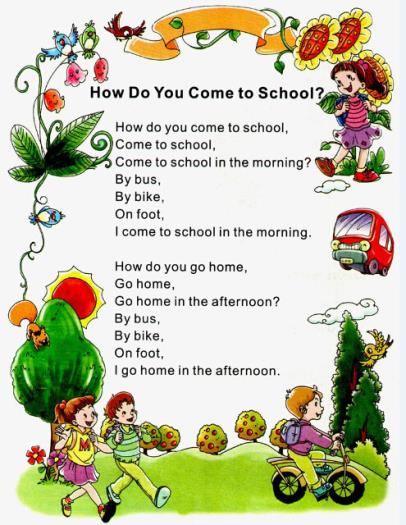 How Do You Come to School?
How do you come to school,
Come to school,
Come to school in the morning?
By bus,
By bike,
On foot,
I come to school in the morning.
How do you go home,
Go home,
Go home in the afternoon?
By bus,
By bike,
On foot,
I go home in the afternoon.
M